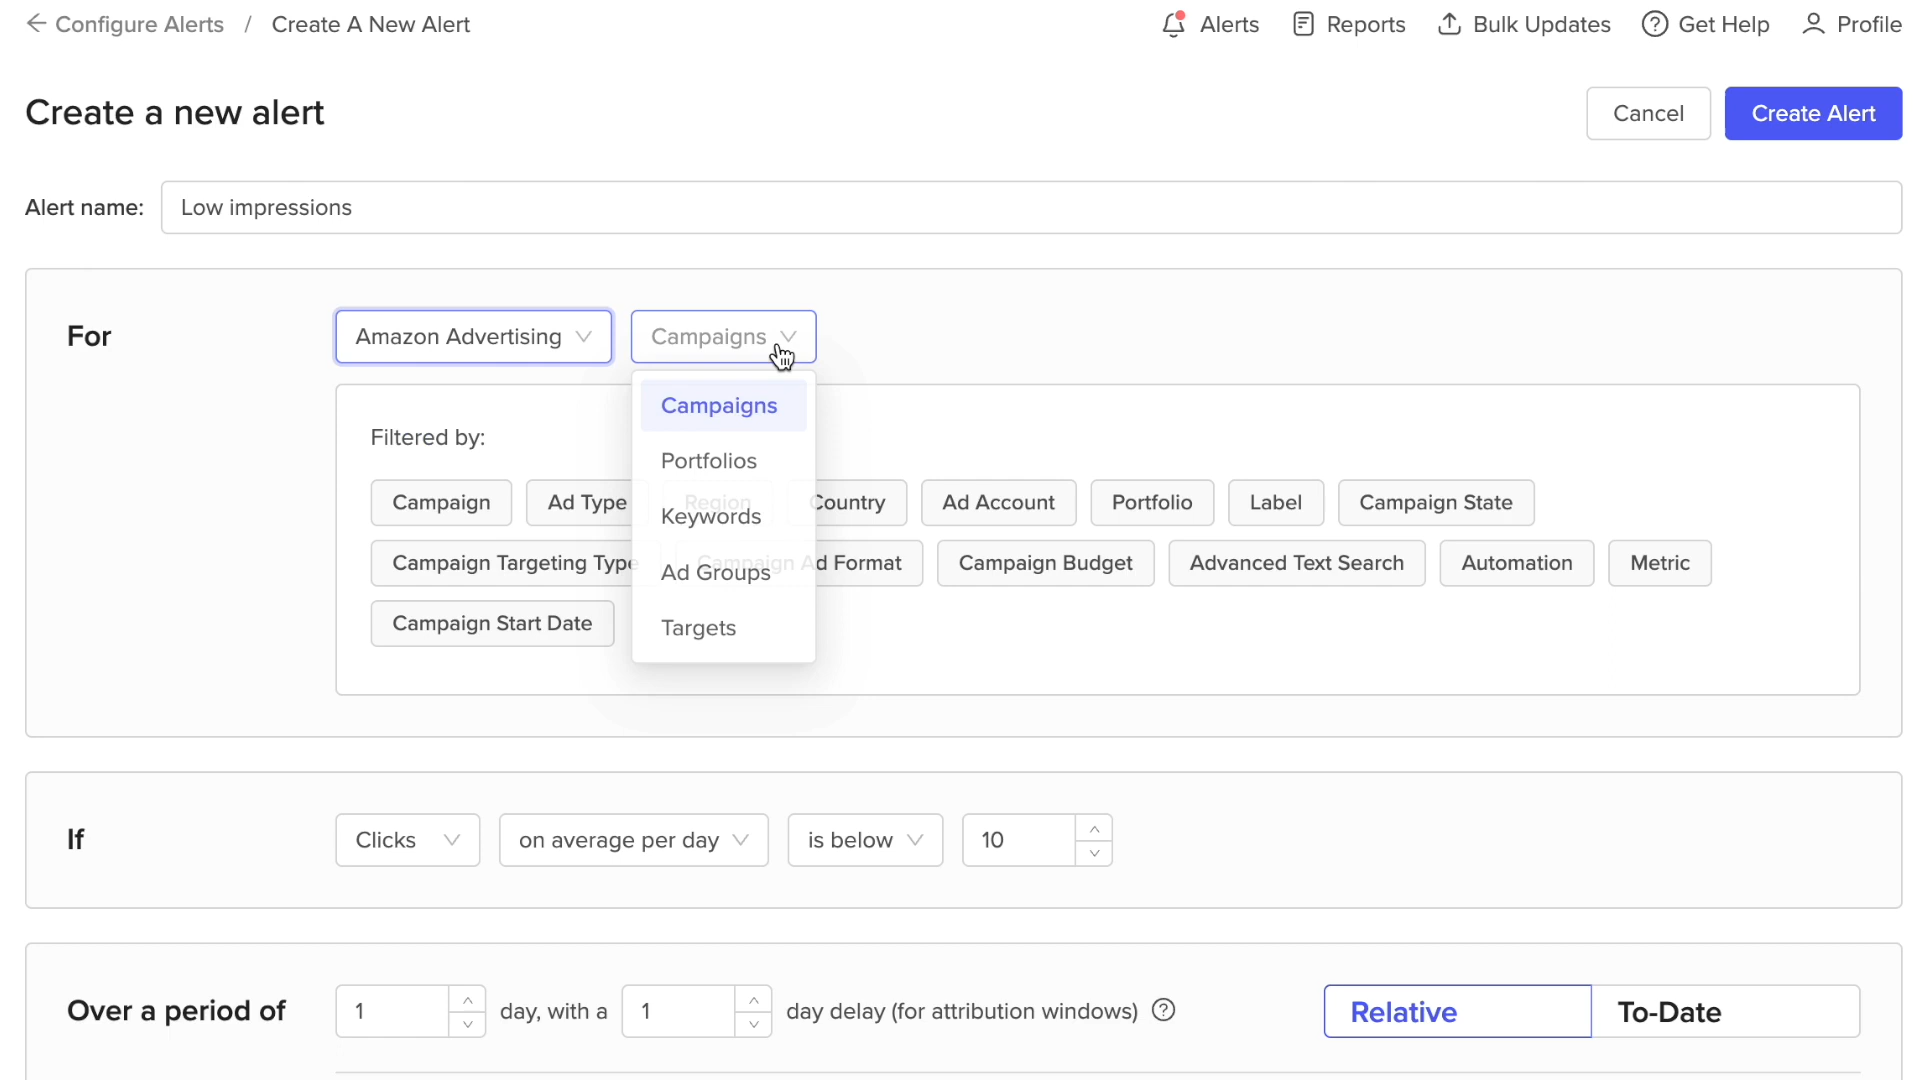 Configure Alerts / Create A New Alert
Alerts
Reports
Bulk Updates
Get Help
Profile
Create a new alert
Cancel
Create Alert
Alert name:
Low impressions
For
Amazon Advertising
Campaigns
Campaigns
Portfolios
Keywords
Ad Groups
Targets
Filtered by:
Campaign
Ad Type
Region
Country
Ad Account
Portfolio
Label
Campaign State
Campaign Targeting Type
Campaign Ad Format
Campaign Budget
Advanced Text Search
Automation
Metric
Campaign Start Date
If
Clicks
on average per day
is below
10
Over a period of
1
day, with a
1
day delay (for attribution windows)
Relative
To-Date